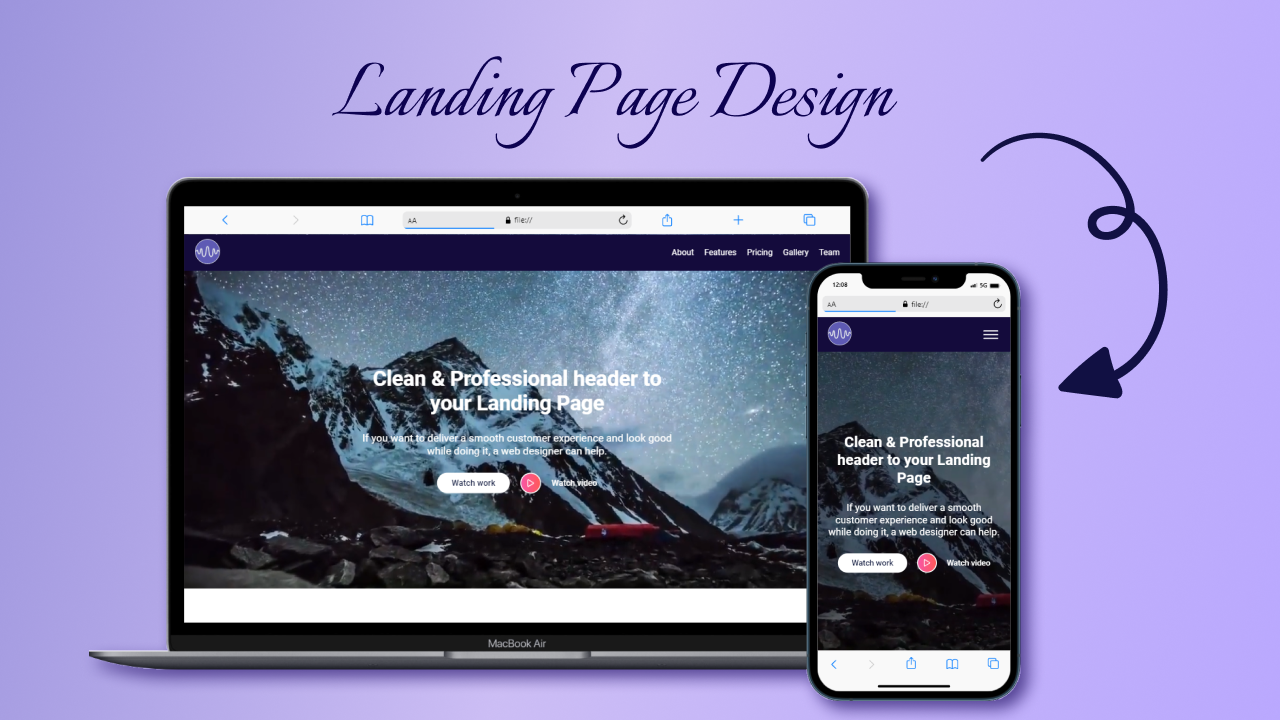 Landing Page Design
AA file://
About Features Pricing Gallery Team
Clean & Professional header to
your Landing Page
If you want to deliver a smooth customer experience and look good
while doing it, a web designer can help.
Watch work Watch video
MacBook Air
12:08 5G
AA file://
Clean & Professional
header to your Landing
Page
If you want to deliver a smooth
customer experience and look good
while doing it, a web designer can help.
Watch work Watch video